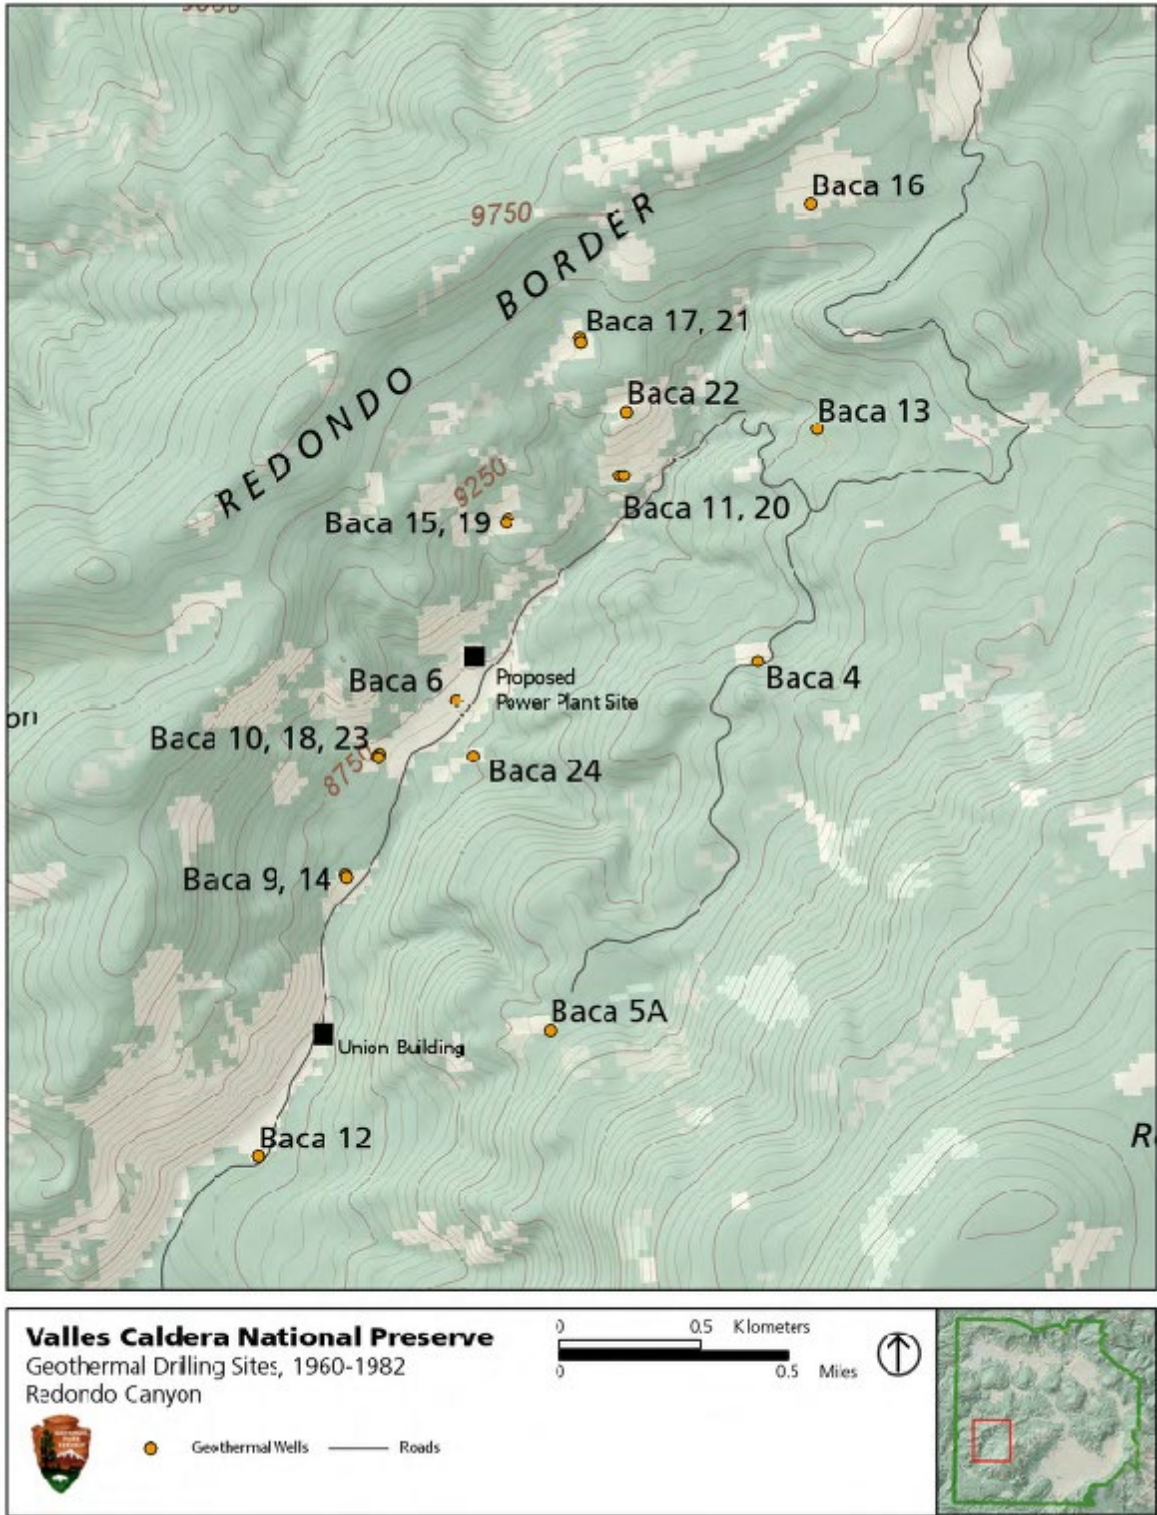 9750
Baca 16
REDONDO BORDER
Baca 17, 21
Baca 22
Baca 13
9250
Baca 15, 19
Baca 11, 20
Baca 6
Proposed
Power Plant Site
Baca 4
on
Baca 10, 18, 23
8750
Baca 24
Baca 9, 14
Baca 5A
Union Building
Baca 12
R
Valles Caldera National Preserve
Geothermal Drilling Sites, 1960-1982
Redondo Canyon
0 0.5 Kilometers
0 0.5 Miles
Geothermal Wells
Roads